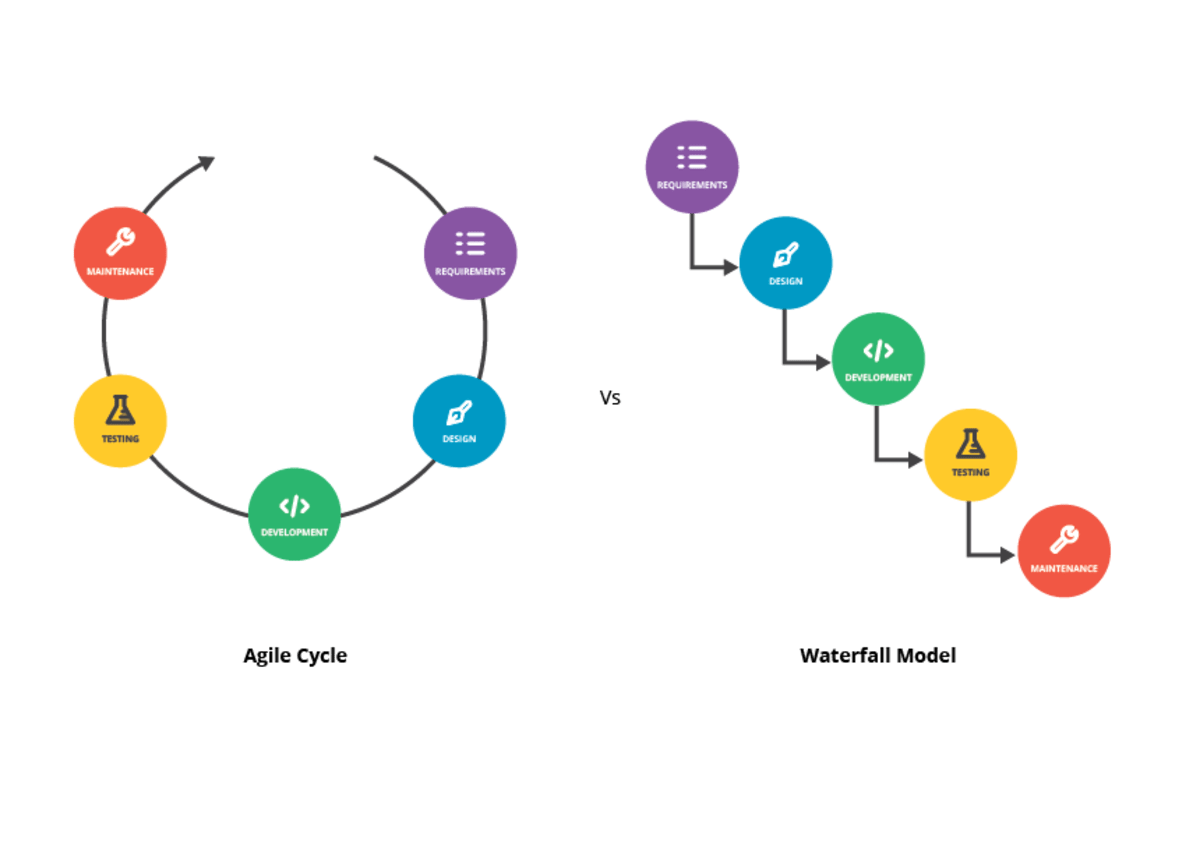 MAINTENANCE
REQUIREMENTS
TESTING
DESIGN
</>
DEVELOPMENT
Agile Cycle
Vs
REQUIREMENTS
DESIGN
</>
DEVELOPMENT
TESTING
MAINTENANCE
Waterfall Model